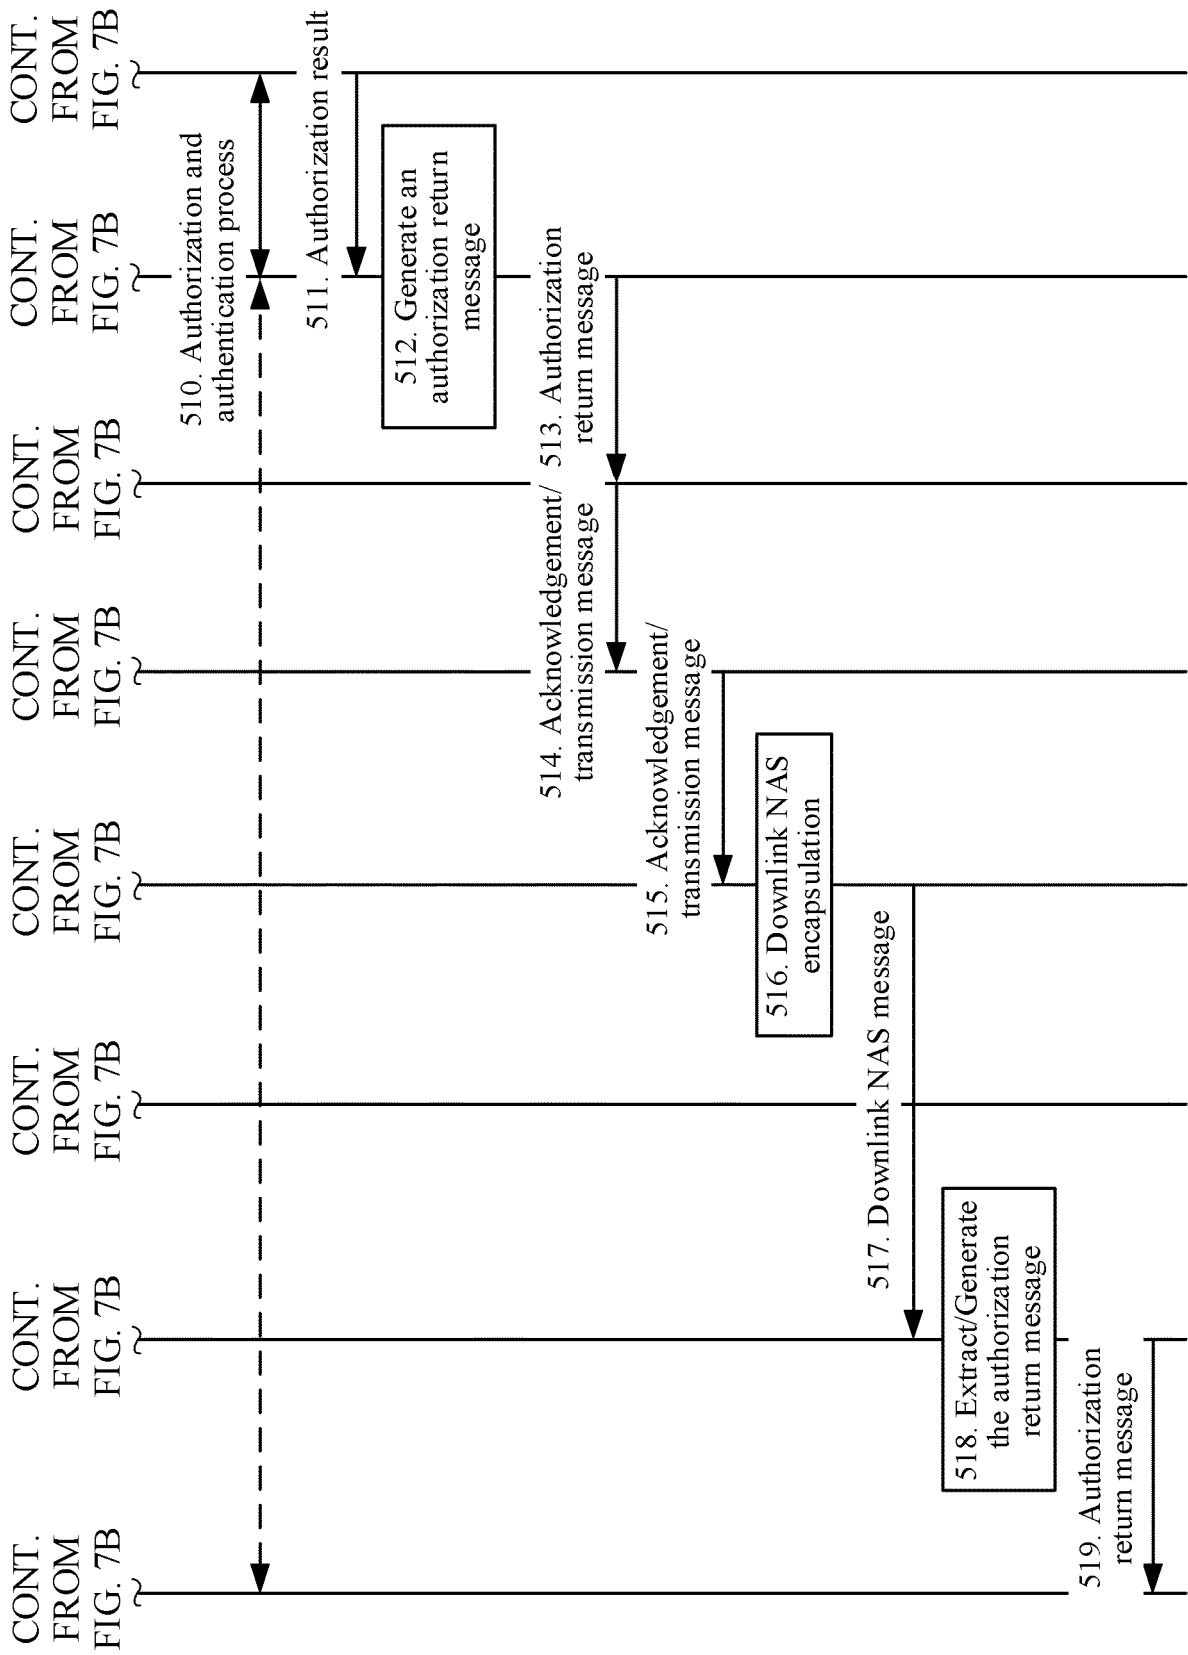 CONT.
FROM
FIG. 7B
CONT.
FROM
FIG. 7B
CONT.
FROM
FIG. 7B
CONT.
FROM
FIG. 7B
CONT.
FROM
FIG. 7B
CONT.
FROM
FIG. 7B
CONT.
FROM
FIG. 7B
CONT.
FROM
FIG. 7B
510. Authorization and
authentication process
511. Authorization result
512. Generate an
authorization return
message
513. Authorization
return message
514. Acknowledgement/
transmission message
515. Acknowledgement/
transmission message
516. Downlink NAS
encapsulation
517. Downlink NAS message
518. Extract/Generate
the authorization
return message
519. Authorization
return message